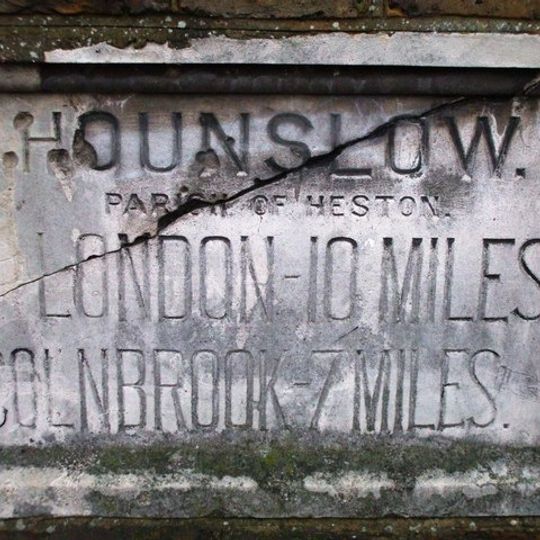 HOUNSLOW.
PARISH OF HESTON.
LONDON-10 MILES
COLNBROOK-7 MILES.